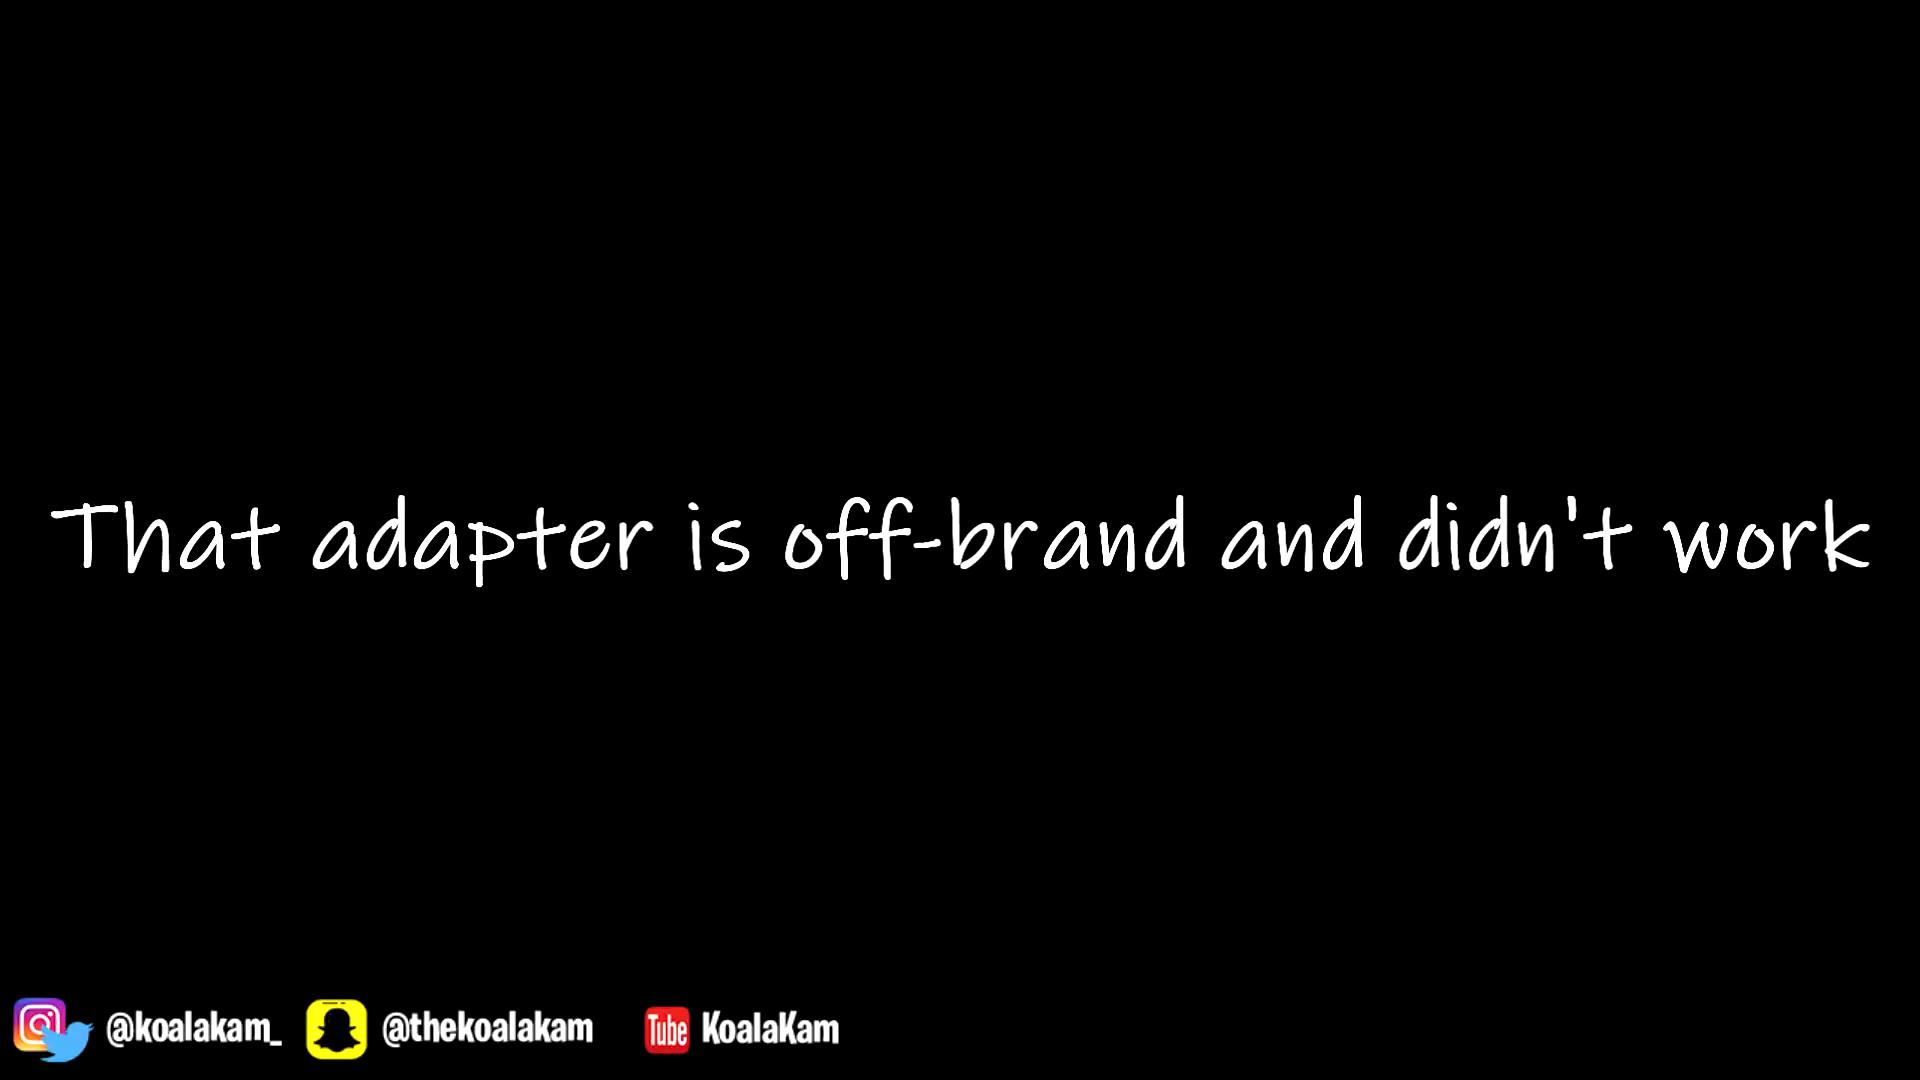 That adapter is off-brand and didn't work
@koalakam_ @thekoalakam Tube KoalaKam